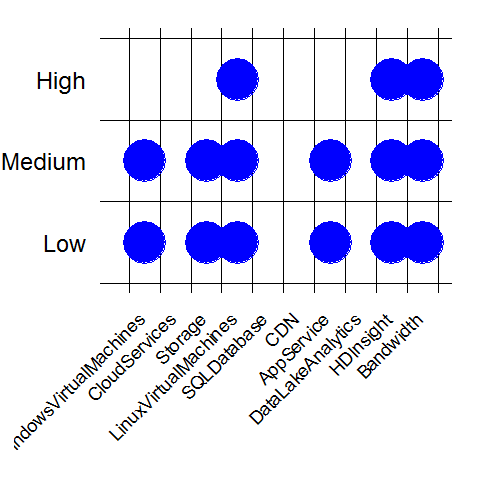 High
Medium
Low
ndowsVirtualMachines
CloudServices
Storage
LinuxVirtualMachines
SQLDatabase
CDN
AppService
DataLakeAnalytics
HDInsight
Bandwidth